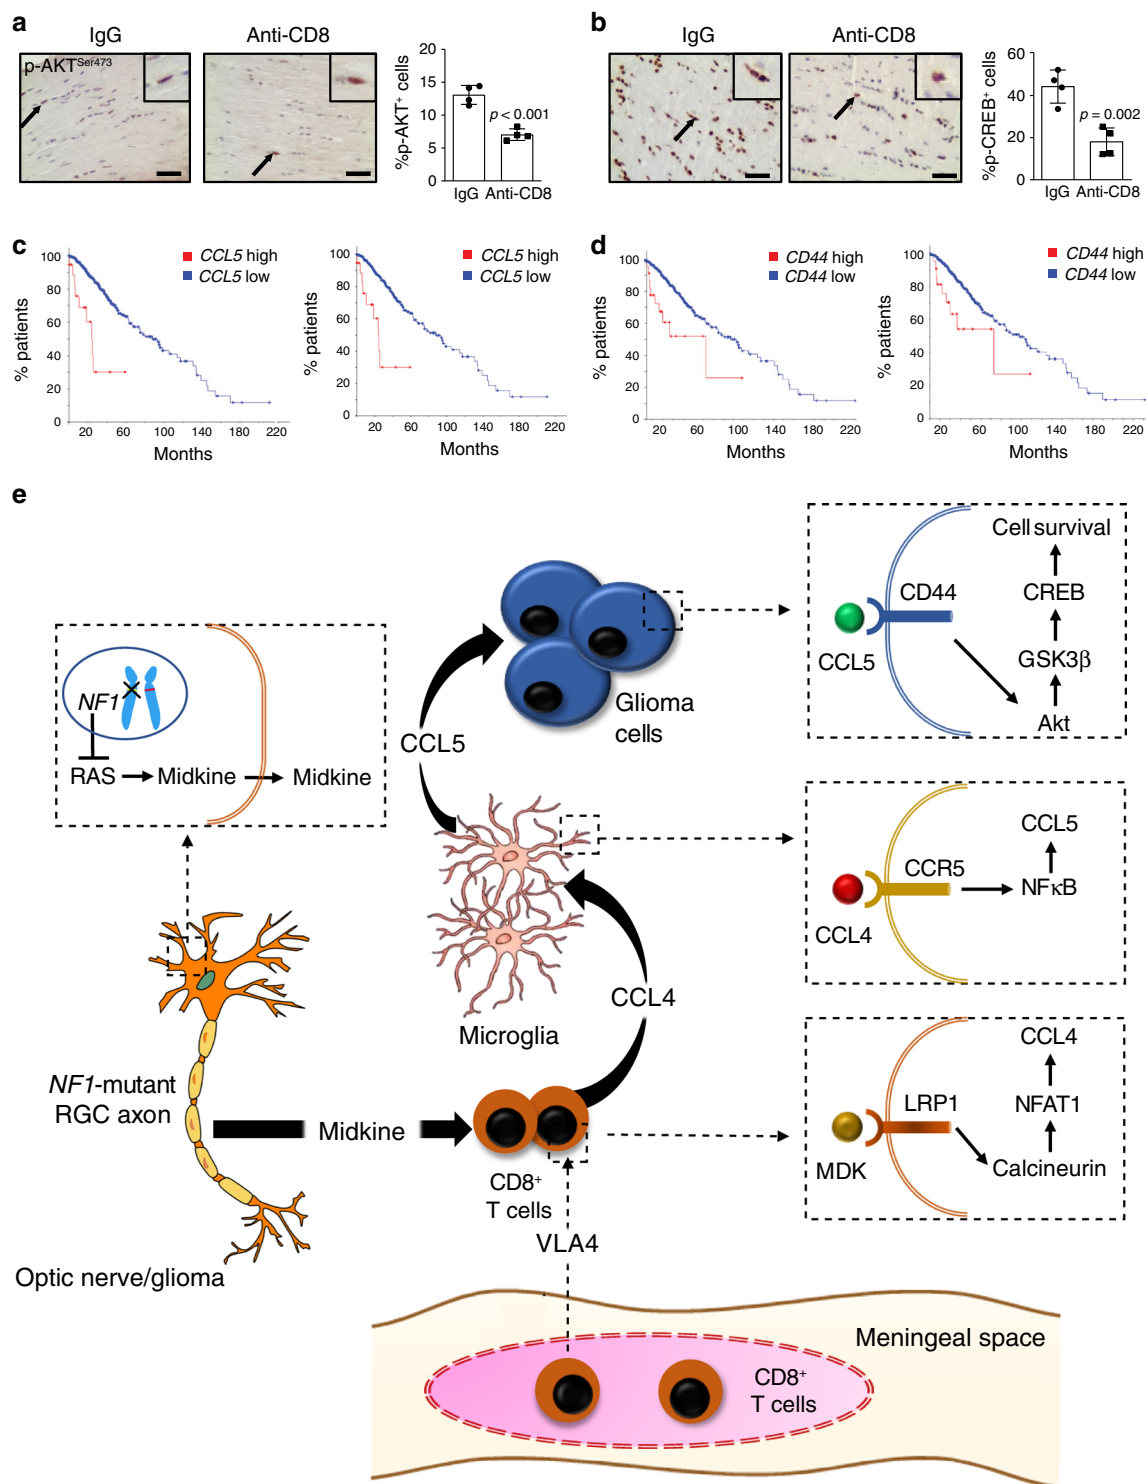 a
IgG
Anti-CD8
p-AKT^Ser473
%p-AKT⁺ cells
20
15
10
5
0
p < 0.001
IgG
Anti-CD8
b
IgG
Anti-CD8
%p-CREB⁺ cells
60
40
20
0
p = 0.002
IgG
Anti-CD8
c
% patients
100
80
60
40
20
0
CCL5 high
CCL5 low
20 60 100 140 180 220
Months
% patients
100
80
60
40
20
0
CCL5 high
CCL5 low
20 60 100 140 180 220
Months
d
% patients
100
80
60
40
20
0
CD44 high
CD44 low
20 60 100 140 180 220
Months
% patients
100
80
60
40
20
0
CD44 high
CD44 low
20 60 100 140 180 220
Months
e
NF1
RAS
Midkine
Midkine
CCL5
Glioma
cells
CD44
CCL5
Cell survival
CREB
GSK3β
Akt
CCR5
CCL4
CCL5
NFκB
Microglia
CCL4
NF1-mutant
RGC axon
Midkine
CD8⁺
T cells
LRP1
MDK
CCL4
NFAT1
Calcineurin
VLA4
Optic nerve/glioma
Meningeal space
CD8⁺
T cells